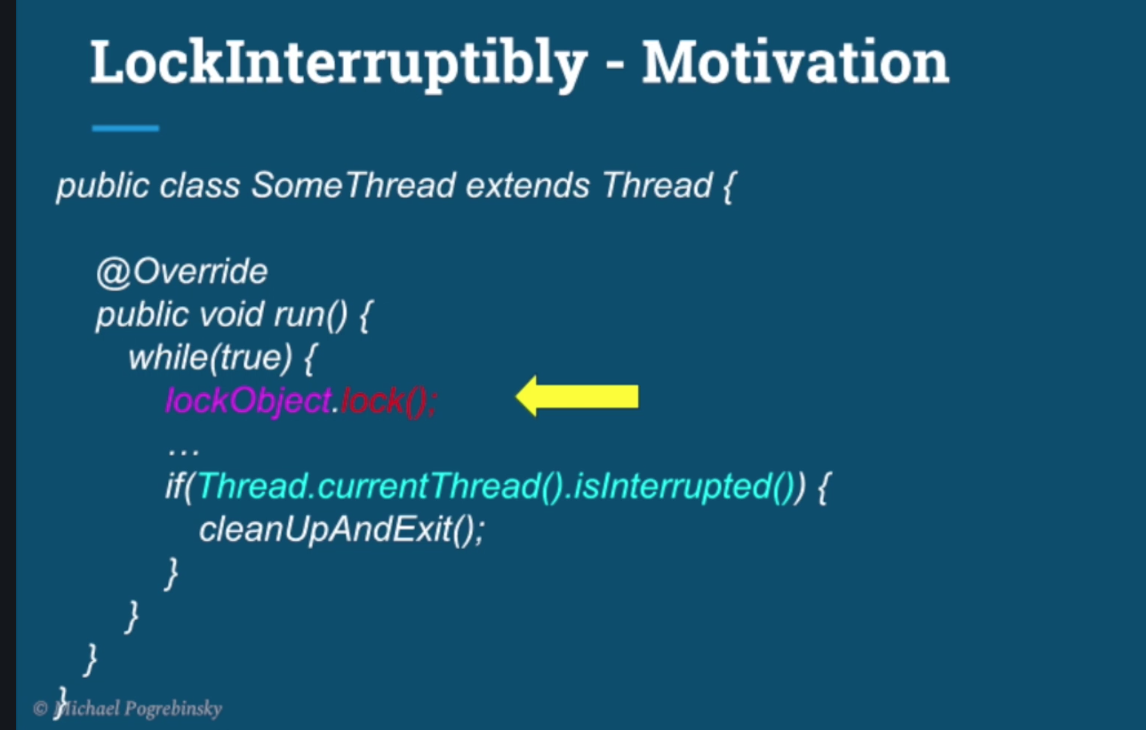 LockInterruptibly - Motivation
public class SomeThread extends Thread {
@Override
public void run() {
while(true) {
lockObject.lock();
...
if(Thread.currentThread().isInterrupted()) {
cleanUpAndExit();
}
}
}
}
© Michael Pogrebinsky